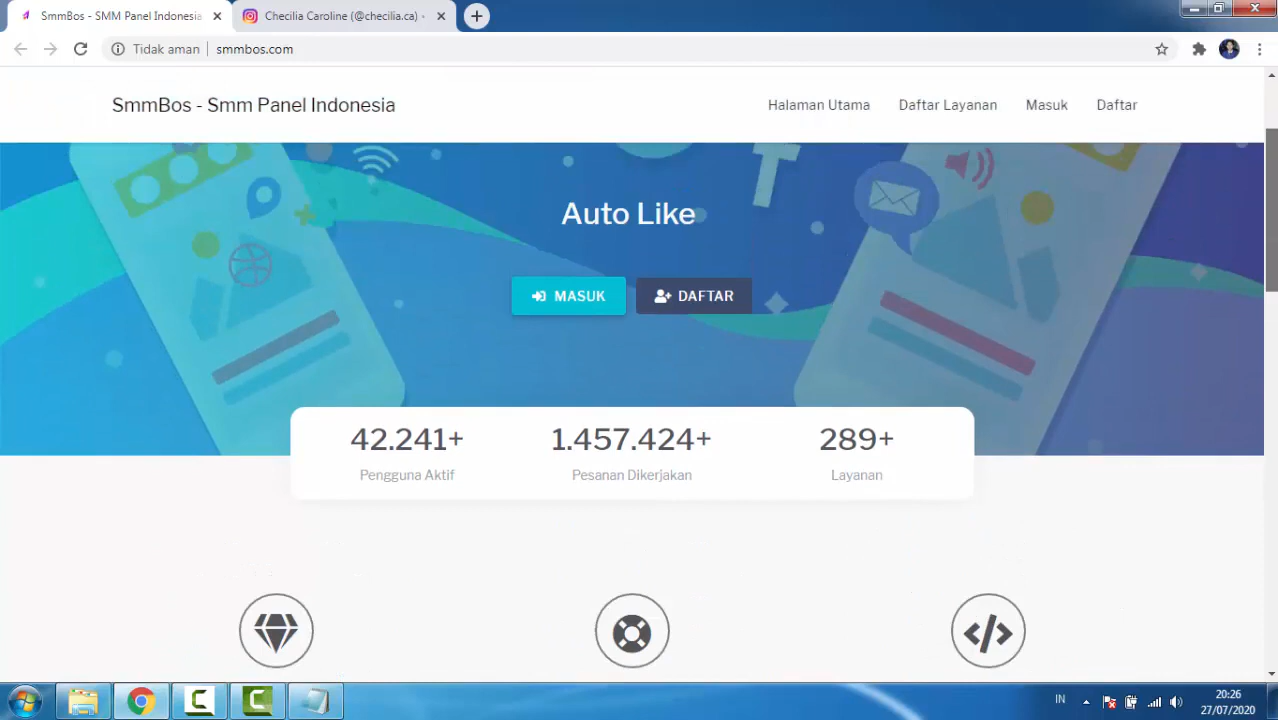 SmmBos - SMM Panel Indonesia
Checilia Caroline (@checilia.ca) ·
Tidak aman
smmbos.com
SmmBos - Smm Panel Indonesia
Halaman Utama
Daftar Layanan
Masuk
Daftar
Auto Like
MASUK
DAFTAR
42.241+
1.457.424+
289+
Pengguna Aktif
Pesanan Dikerjakan
Layanan
IN
20:26
27/07/2020